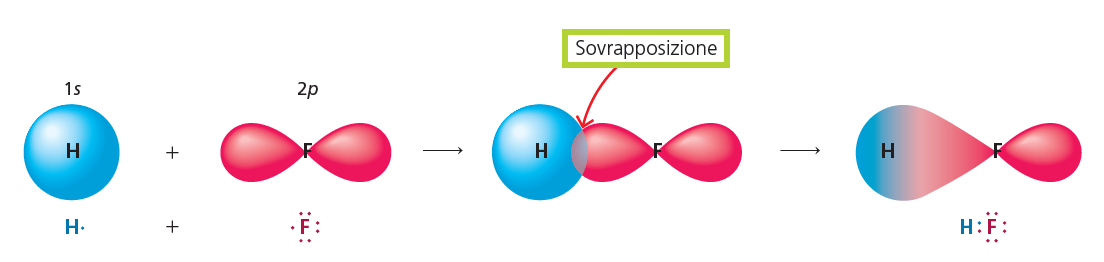 Sovrapposizione
1s 2p
H + F H F H F
H· + ·F: H:F: